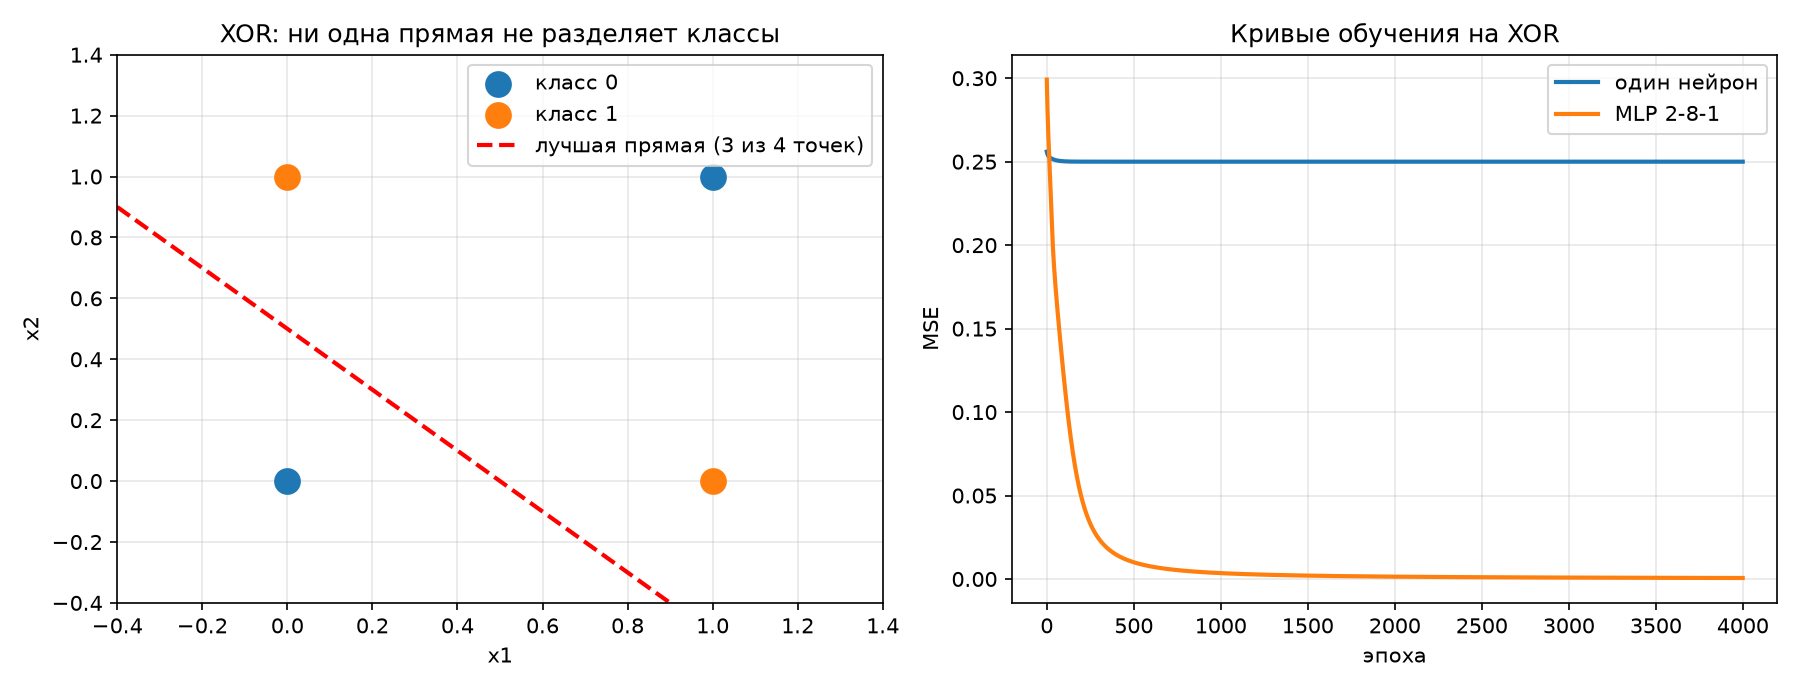 XOR: ни одна прямая не разделяет классы
класс 0
класс 1
лучшая прямая (3 из 4 точек)
1.4
1.2
1.0
0.8
0.6
0.4
0.2
0.0
−0.2
−0.4
x2
−0.4 −0.2 0.0 0.2 0.4 0.6 0.8 1.0 1.2 1.4
x1
Кривые обучения на XOR
один нейрон
MLP 2-8-1
0.30
0.25
0.20
0.15
0.10
0.05
0.00
MSE
0 500 1000 1500 2000 2500 3000 3500 4000
эпоха